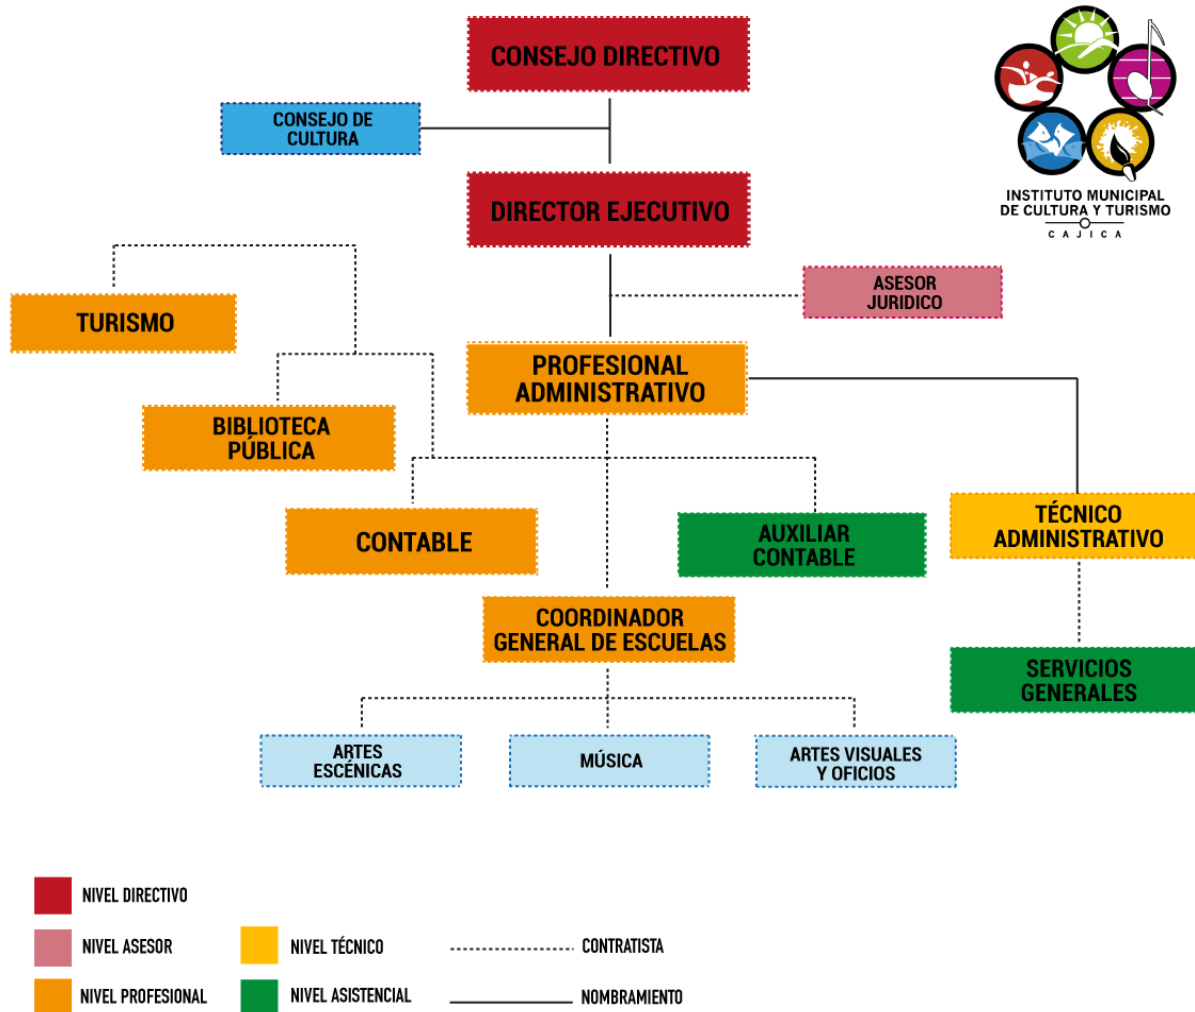 CONSEJO DIRECTIVO
CONSEJO DE
CULTURA
INSTITUTO MUNICIPAL
DE CULTURA Y TURISMO
CAJICA
DIRECTOR EJECUTIVO
ASESOR
JURIDICO
TURISMO
PROFESIONAL
ADMINISTRATIVO
BIBLIOTECA
PÚBLICA
CONTABLE
AUXILIAR
CONTABLE
TÉCNICO
ADMINISTRATIVO
COORDINADOR
GENERAL DE ESCUELAS
SERVICIOS
GENERALES
ARTES
ESCÉNICAS
MÚSICA
ARTES VISUALES
Y OFICIOS
NIVEL DIRECTIVO
NIVEL ASESOR
NIVEL TÉCNICO
CONTRATISTA
NIVEL PROFESIONAL
NIVEL ASISTENCIAL
NOMBRAMIENTO